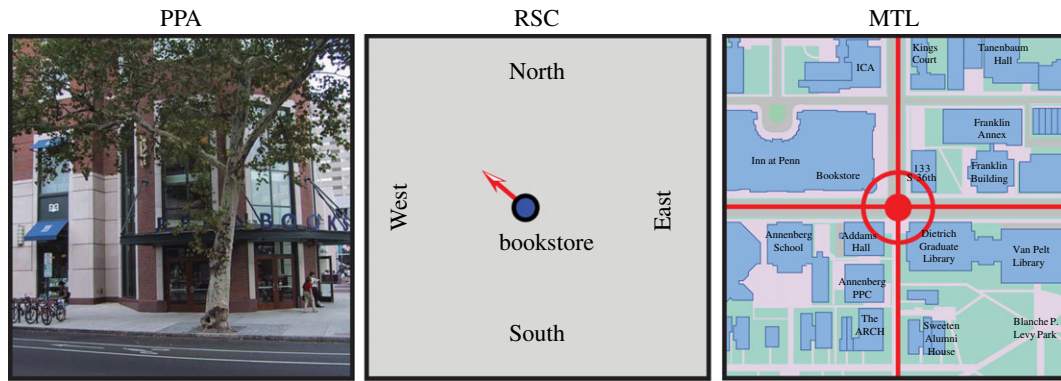 PPA
RSC
MTL
PENN BOOKS
North
West
East
bookstore
South
Kings
Court
Tanenbaum
Hall
ICA
Franklin
Annex
Inn at Penn
Bookstore
133
S 36th
Franklin
Building
Annenberg
School
Addams
Hall
Dietrich
Graduate
Library
Van Pelt
Library
Annenberg
PPC
The
ARCH
Sweeten
Alumni
House
Blanche P.
Levy Park